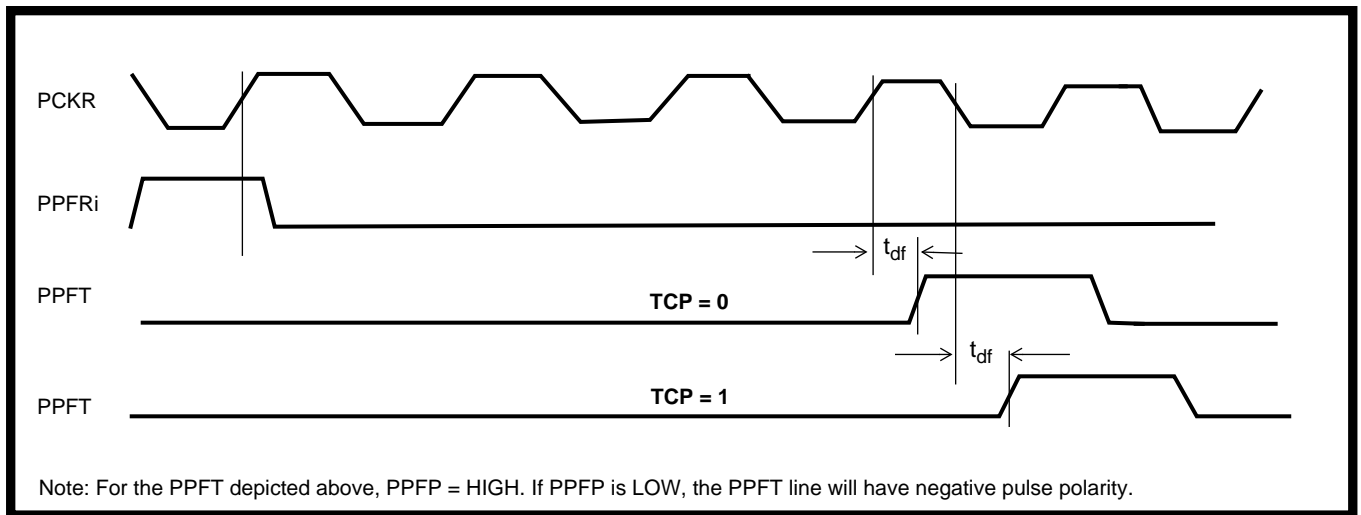 PCKR
PPFRi
tdf
PPFT
TCP = 0
tdf
PPFT
TCP = 1
Note: For the PPFT depicted above, PPFP = HIGH. If PPFP is LOW, the PPFT line will have negative pulse polarity.